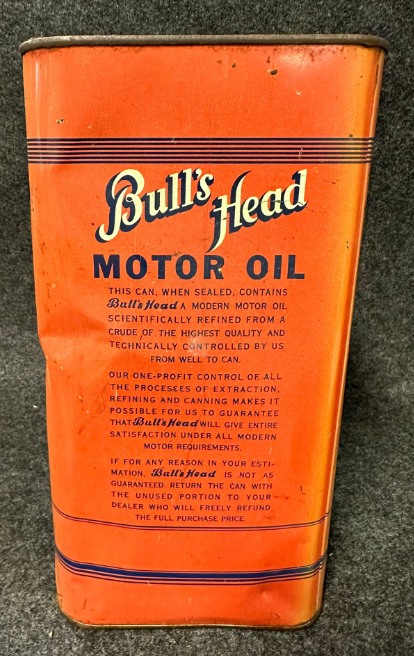 Bull's Head
MOTOR OIL
THIS CAN, WHEN SEALED, CONTAINS
Bull's Head A MODERN MOTOR OIL
SCIENTIFICALLY REFINED FROM A
CRUDE OF THE HIGHEST QUALITY AND
TECHNICALLY CONTROLLED BY US
FROM WELL TO CAN.
OUR ONE-PROFIT CONTROL OF ALL
THE PROCESSES OF EXTRACTION,
REFINING AND CANNING MAKES IT
POSSIBLE FOR US TO GUARANTEE
THAT Bull's Head WILL GIVE ENTIRE
SATISFACTION UNDER ALL MODERN
MOTOR REQUIREMENTS.
IF FOR ANY REASON IN YOUR ESTI-
MATION, Bull's Head IS NOT AS
GUARANTEED RETURN THE CAN WITH
THE UNUSED PORTION TO YOUR
DEALER WHO WILL FREELY REFUND
THE FULL PURCHASE PRICE.